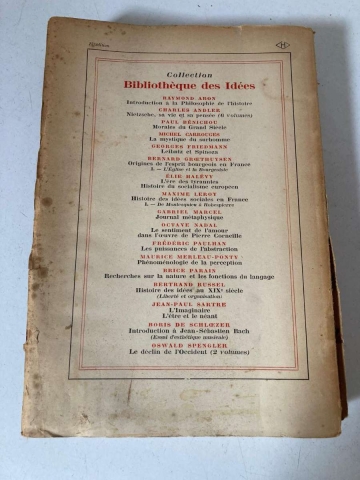 Collection
Bibliothèque des Idées
RAYMOND ARON
Introduction à la Philosophie de l'histoire
CHARLES ANDLER
Nietzsche, sa vie et sa pensée (6 volumes)
PAUL BÉNICHOU
Morales du Grand Siècle
MICHEL CARROUGES
La mystique du surhomme
GEORGES FRIEDMANN
Leibniz et Spinoza
BERNARD GROETHUYSEN
Origines de l'esprit bourgeois en France
I. — L'Église et la Bourgeoisie
ÉLIE HALÉVY
L'ère des tyrannies
Histoire du socialisme européen
MAXIME LEROY
Histoire des idées sociales en France
I. — De Montesquieu à Robespierre
GABRIEL MARCEL
Journal métaphysique
OCTAVE NADAL
Le sentiment de l'amour
dans l'œuvre de Pierre Corneille
FRÉDÉRIC PAULHAN
Les puissances de l'abstraction
MAURICE MERLEAU-PONTY
Phénoménologie de la perception
BRICE PARAIN
Recherches sur la nature et les fonctions du langage
BERTRAND RUSSEL
Histoire des idées au XIXe siècle
(Liberté et organisation)
JEAN-PAUL SARTRE
L'Imaginaire
L'être et le néant
BORIS DE SCHLŒZER
Introduction à Jean-Sébastien Bach
(Essai d'esthétique musicale)
OSWALD SPENGLER
Le déclin de l'Occident (2 volumes)